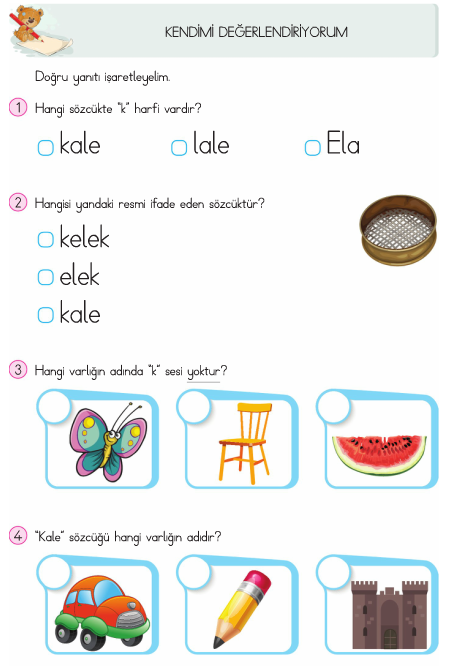 KENDİMİ DEĞERLENDİRİYORUM
Doğru yanıtı işaretleyelim.
1 Hangi sözcükte "k" harfi vardır?
kale lale Ela
2 Hangisi yandaki resmi ifade eden sözcüktür?
kelek
elek
kale
3 Hangi varlığın adında "k" sesi yoktur?
4 "Kale" sözcüğü hangi varlığın adıdır?